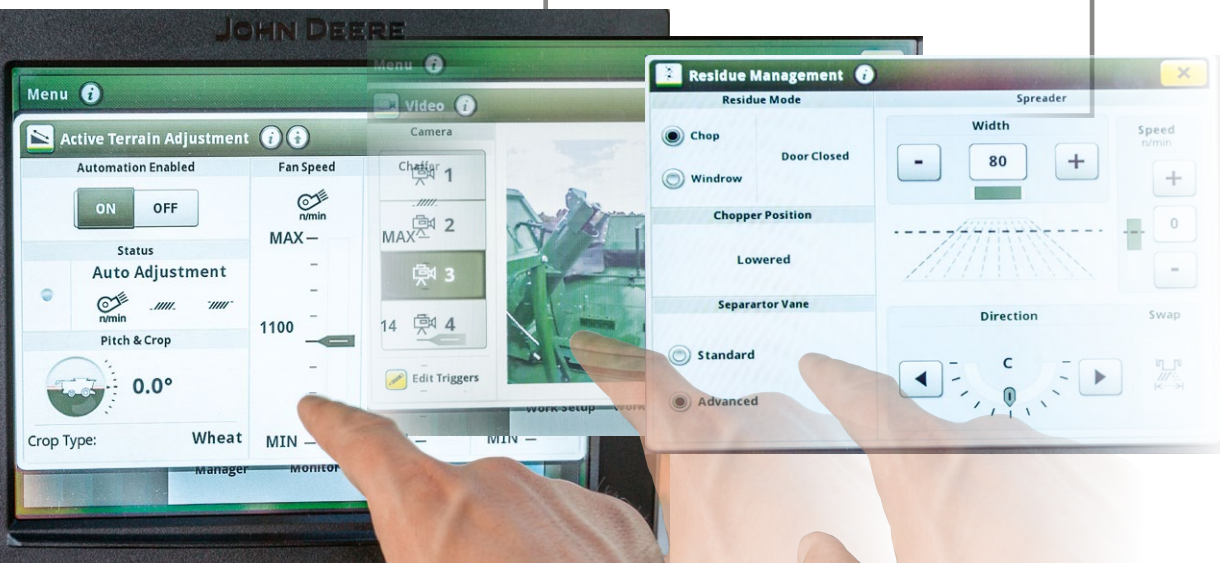 JOHN DEERE
Menu
Active Terrain Adjustment
Automation Enabled
ON OFF
Status
Auto Adjustment
n/min
Pitch & Crop
0.0°
Crop Type: Wheat
Fan Speed
n/min
MAX
1100
MIN
Chaffer
MAX
14
MIN
Manager Monitor
Menu
Video
Camera
1
2
3
4
Edit Triggers
Work Setup
Residue Management
Residue Mode
Chop
Windrow
Door Closed
Chopper Position
Lowered
Separartor Vane
Standard
Advanced
Spreader
Width
- 80 +
Speed
n/min
+
0
-
Direction
C
Swap